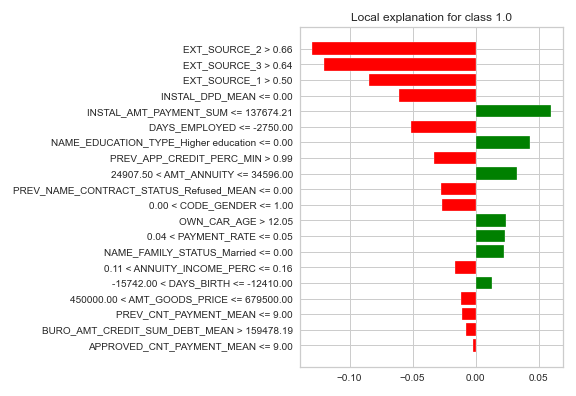 Local explanation for class 1.0
EXT_SOURCE_2 > 0.66
EXT_SOURCE_3 > 0.64
EXT_SOURCE_1 > 0.50
INSTAL_DPD_MEAN <= 0.00
INSTAL_AMT_PAYMENT_SUM <= 137674.21
DAYS_EMPLOYED <= -2750.00
NAME_EDUCATION_TYPE_Higher education <= 0.00
PREV_APP_CREDIT_PERC_MIN > 0.99
24907.50 < AMT_ANNUITY <= 34596.00
PREV_NAME_CONTRACT_STATUS_Refused_MEAN <= 0.00
0.00 < CODE_GENDER <= 1.00
OWN_CAR_AGE > 12.05
0.04 < PAYMENT_RATE <= 0.05
NAME_FAMILY_STATUS_Married <= 0.00
0.11 < ANNUITY_INCOME_PERC <= 0.16
-15742.00 < DAYS_BIRTH <= -12410.00
450000.00 < AMT_GOODS_PRICE <= 679500.00
PREV_CNT_PAYMENT_MEAN <= 9.00
BURO_AMT_CREDIT_SUM_DEBT_MEAN > 159478.19
APPROVED_CNT_PAYMENT_MEAN <= 9.00
−0.10 −0.05 0.00 0.05